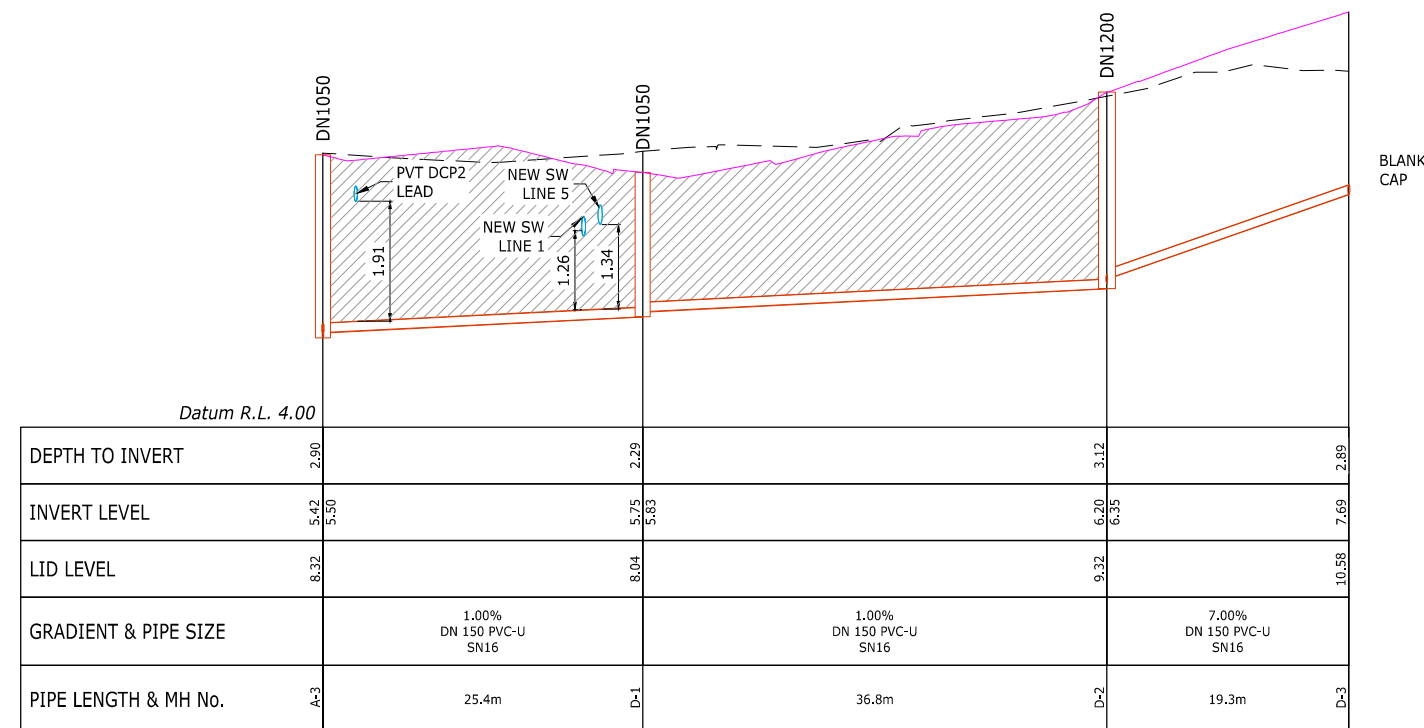 DN1050
DN1050
DN1200
PVT DCP2
LEAD
NEW SW
LINE 5
NEW SW
LINE 1
BLANK
CAP
1.91
1.26
1.34
Datum R.L. 4.00
DEPTH TO INVERT 2.90 2.29 3.12 2.89
INVERT LEVEL 5.42 5.50 5.75 5.83 6.20 6.35 7.69
LID LEVEL 8.32 8.04 9.32 10.58
GRADIENT & PIPE SIZE
1.00%
DN 150 PVC-U
SN16
1.00%
DN 150 PVC-U
SN16
7.00%
DN 150 PVC-U
SN16
PIPE LENGTH & MH No. A-3 25.4m D-1 36.8m D-2 19.3m D-3